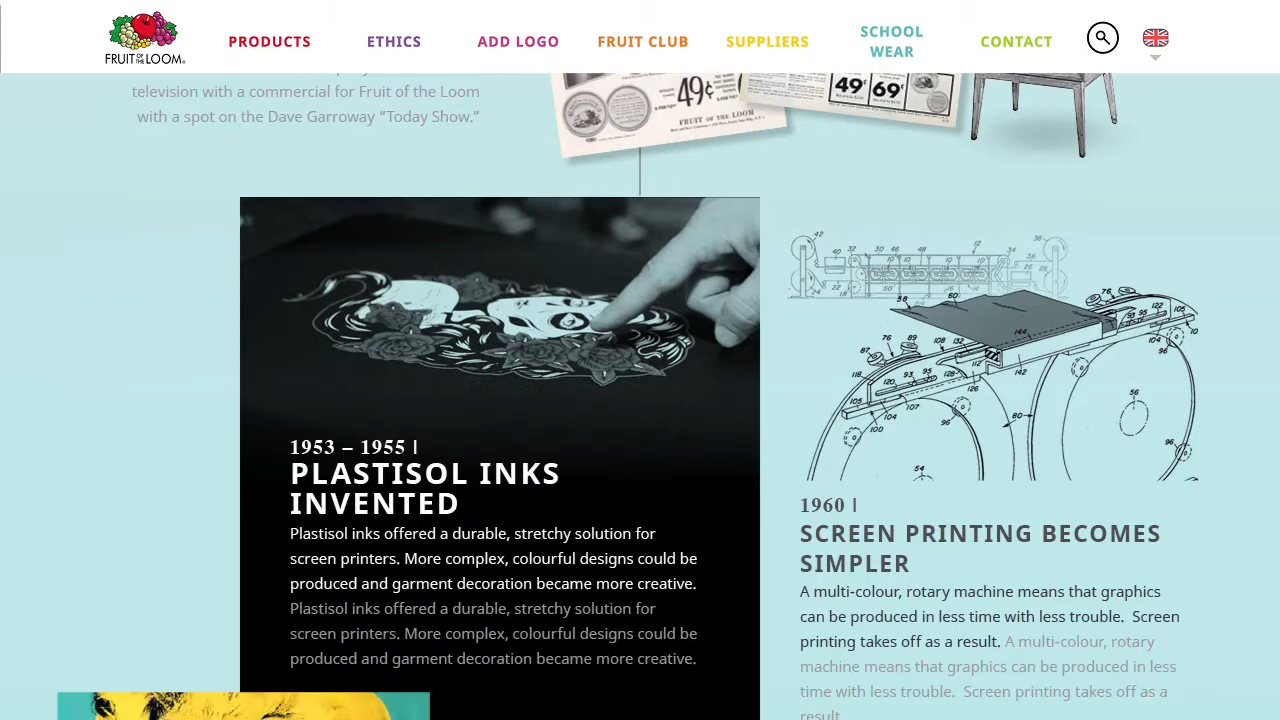 FRUIT OF THE LOOM
PRODUCTS
ETHICS
ADD LOGO
FRUIT CLUB
SUPPLIERS
SCHOOL
WEAR
CONTACT
television with a commercial for Fruit of the Loom
with a spot on the Dave Garroway “Today Show.”
49¢
FRUIT OF THE LOOM
49¢ 69¢
1953 – 1955 |
PLASTISOL INKS
INVENTED
Plastisol inks offered a durable, stretchy solution for
screen printers. More complex, colourful designs could be
produced and garment decoration became more creative.
Plastisol inks offered a durable, stretchy solution for
screen printers. More complex, colourful designs could be
produced and garment decoration became more creative.
1960 |
SCREEN PRINTING BECOMES
SIMPLER
A multi-colour, rotary machine means that graphics
can be produced in less time with less trouble.  Screen
printing takes off as a result. A multi-colour, rotary
machine means that graphics can be produced in less
time with less trouble.  Screen printing takes off as a
result.